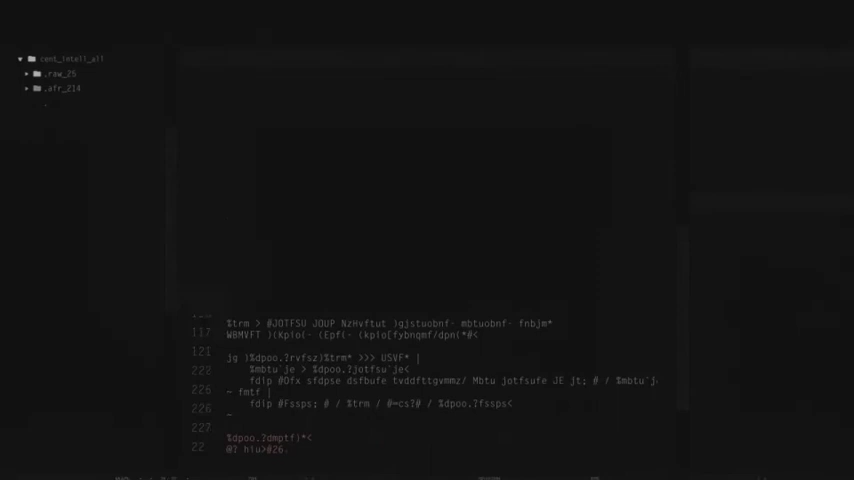 cent_intell_all
.raw_25
.afr_214
%trm > #JOTFSU JOUP NzHvftut )gjstuobnf- mbtuobnf- fnbjm*
117
WBMVFT )(Kpio(- (Epf(- (kpio[fybnqmf/dpn(*#<
121
jg )%dpoo.?rvfsz)%trm* >>> USVF* |
222
%mbtu`je > %dpoo.?jotfsu`je<
226
fdip #Ofx sfdpse dsfbufe tvddfttgvmmz/ Mbtu jotfsufe JE jt; # / %mbtu`j
~ fmtf |
226
fdip #Fssps; # / %trm / #=cs?# / %dpoo.?fssps<
~
227
%dpoo.?dmptf)*<
22
@? hiu>#26.